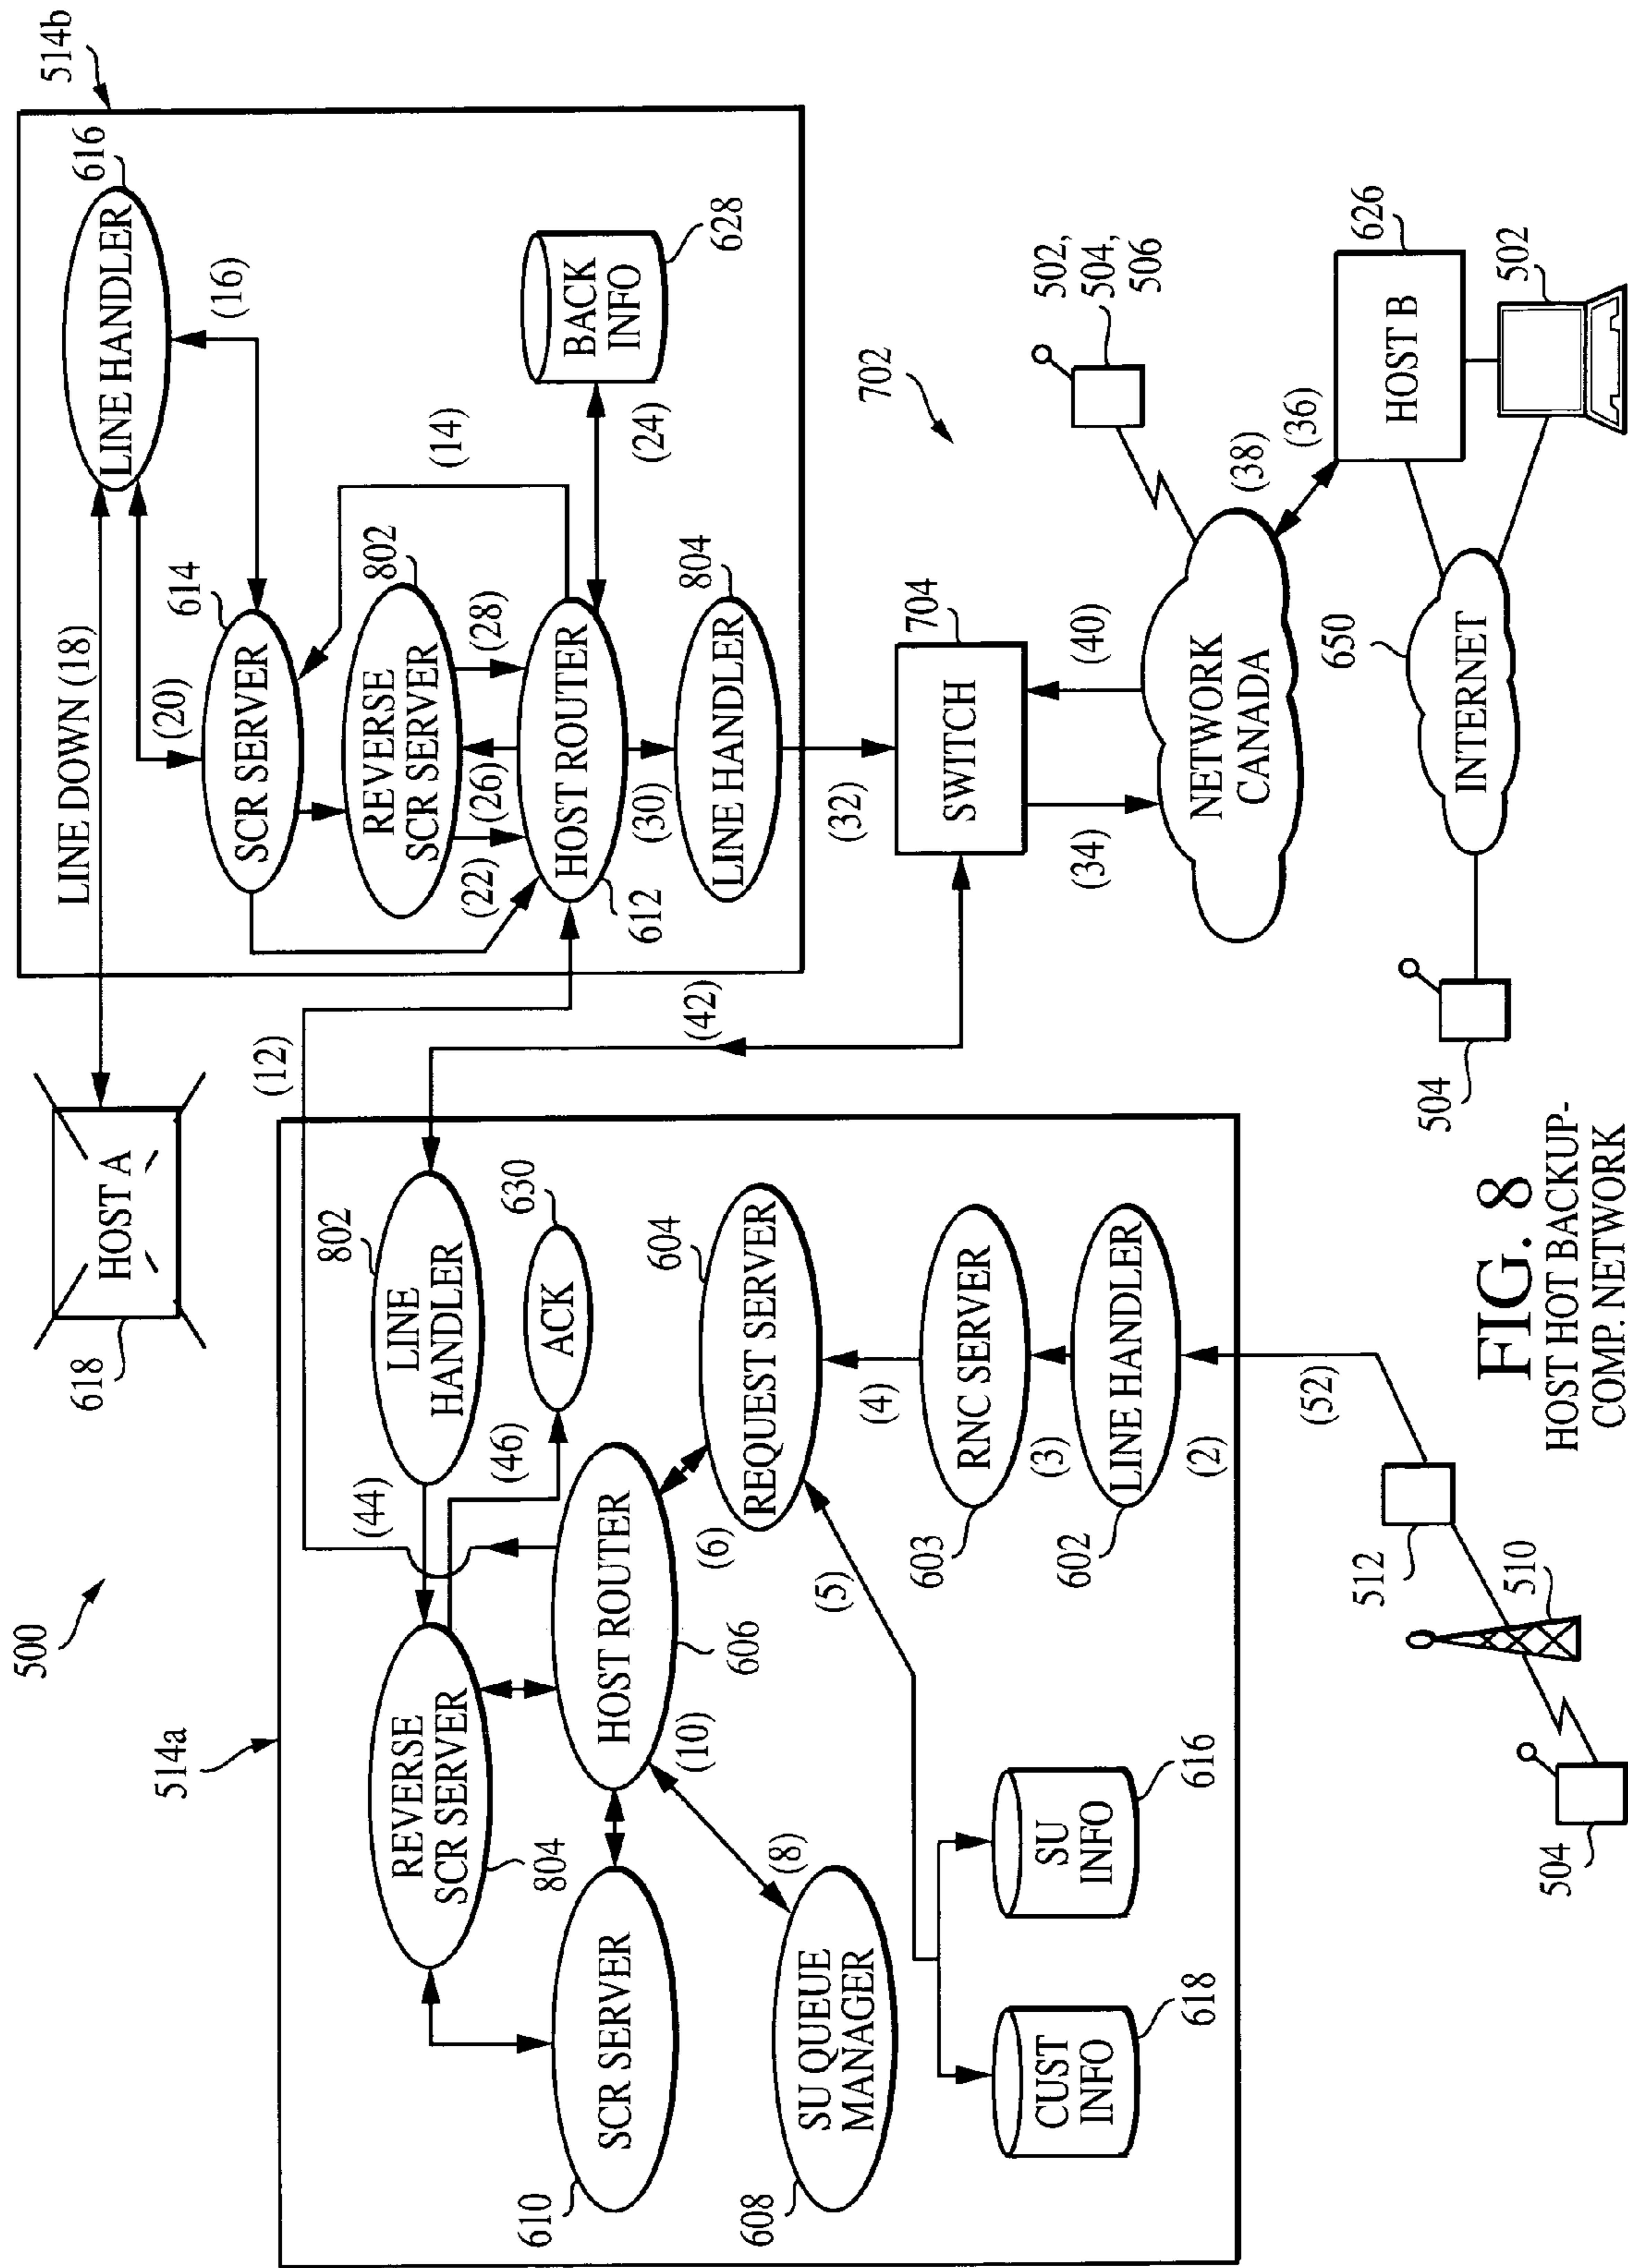 500
514a
618
HOST A
LINE DOWN (18)
514b
LINE HANDLER
616
(16)
(20)
614
SCR SERVER
(14)
REVERSE
SCR SERVER
802
(22)
(26)
(28)
HOST ROUTER
612
(24)
BACK
INFO
628
(30)
LINE HANDLER
804
(32)
(12)
(42)
802
LINE
HANDLER
(44)
(46)
630
ACK
REVERSE
SCR SERVER
804
HOST ROUTER
606
610
SCR SERVER
(10)
(8)
608
SU QUEUE
MANAGER
(6)
604
REQUEST SERVER
(5)
(4)
603
RNC SERVER
(3)
602
LINE HANDLER
(2)
618
CUST
INFO
616
SU
INFO
(52)
512
510
504
SWITCH
704
702
(34)
(40)
NETWORK
CANADA
502,
504,
506
(38)
(36)
HOST B
626
502
650
INTERNET
504
FIG. 8
HOST HOT BACKUP-
COMP. NETWORK